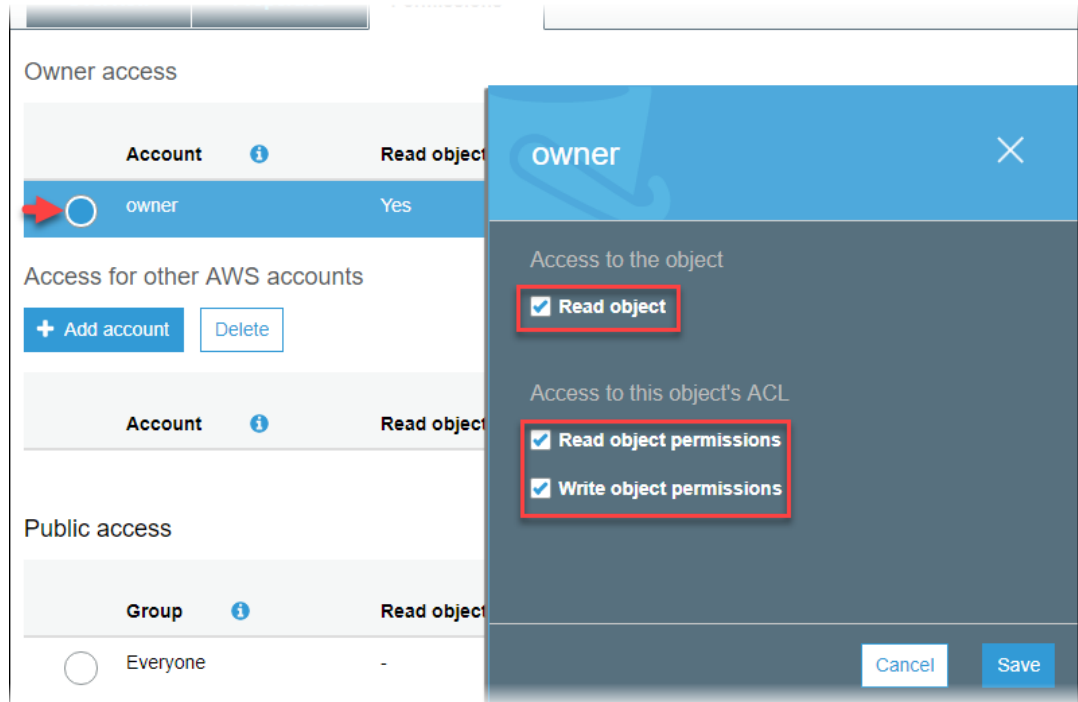 Owner access
Account
Read object
owner
Yes
Access for other AWS accounts
Add account
Delete
Account
Read object
Public access
Group
Read object
Everyone
-
owner
Access to the object
Read object
Access to this object's ACL
Read object permissions
Write object permissions
Cancel
Save